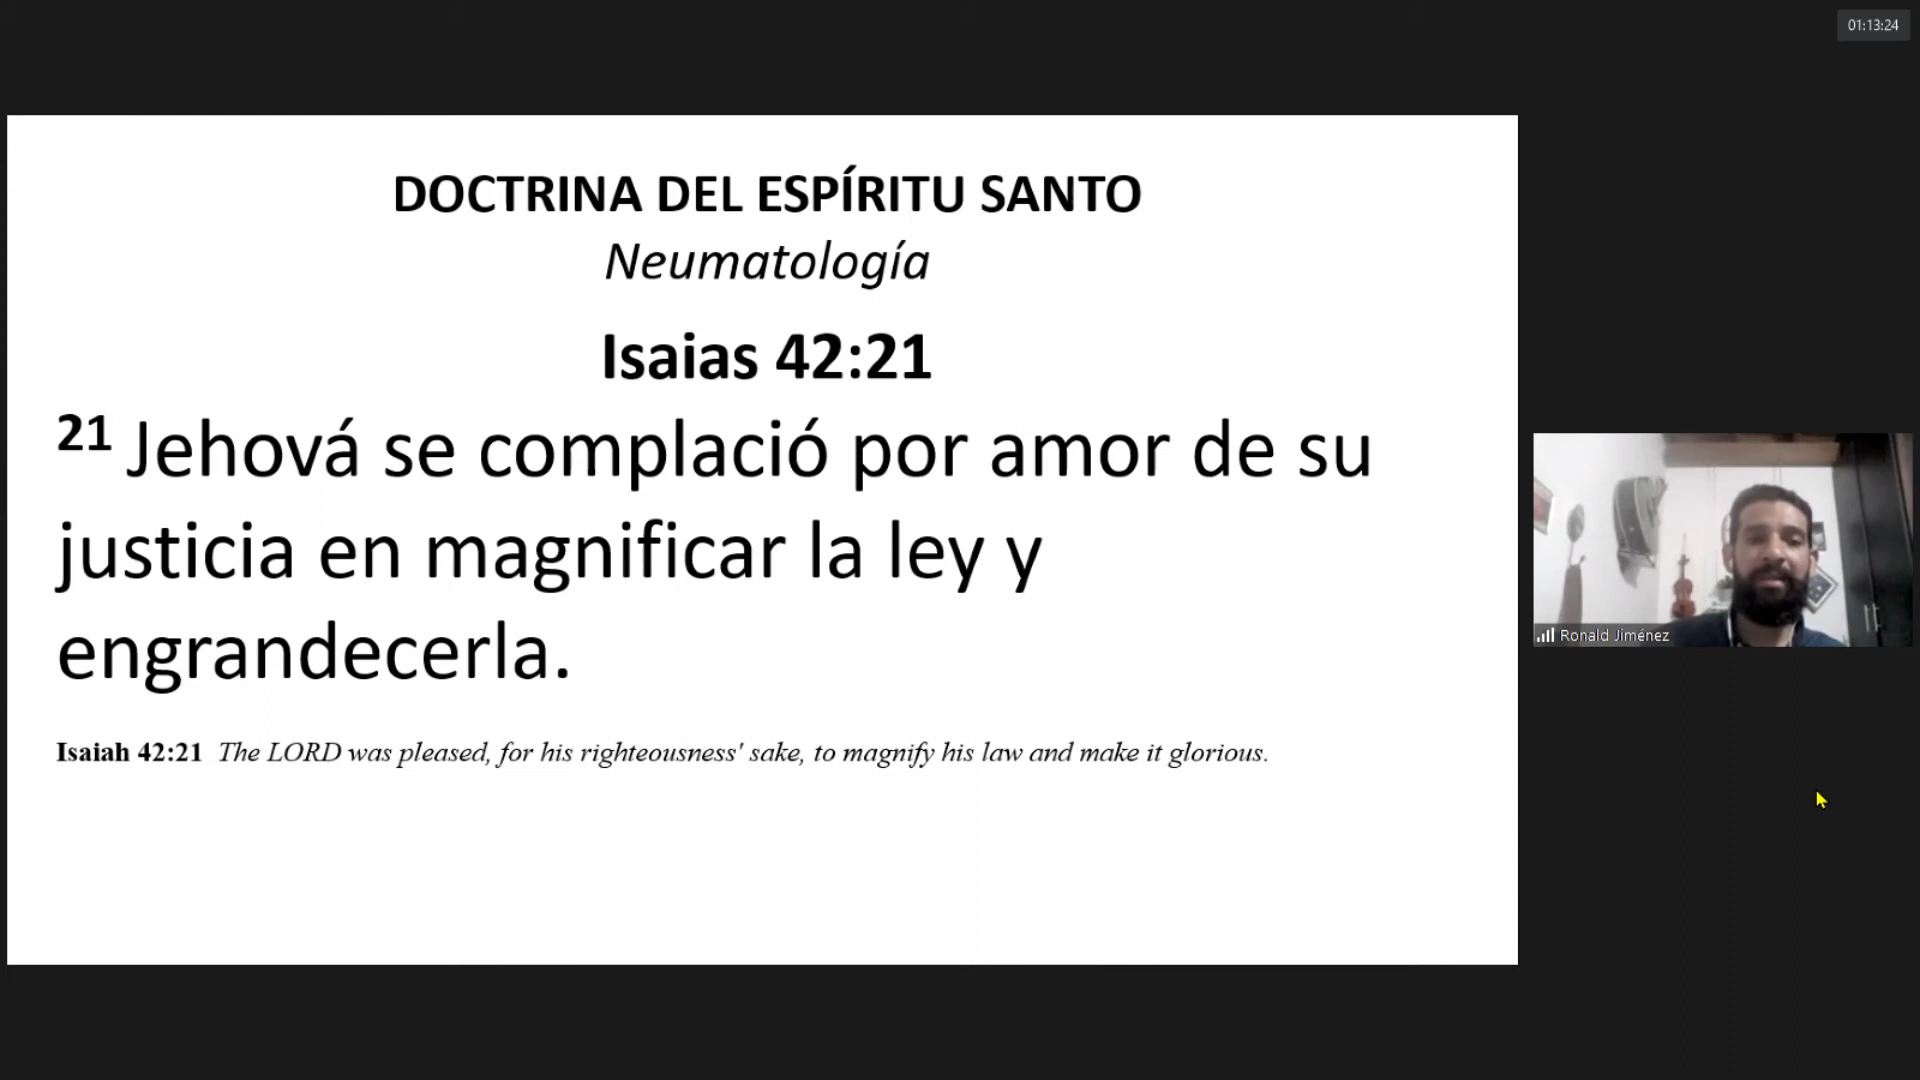 01:13:24
DOCTRINA DEL ESPÍRITU SANTO
Neumatología
Isaias 42:21
21 Jehová se complació por amor de su
justicia en magnificar la ley y
engrandecerla.
Isaiah 42:21 The LORD was pleased, for his righteousness' sake, to magnify his law and make it glorious.
Ronald Jiménez